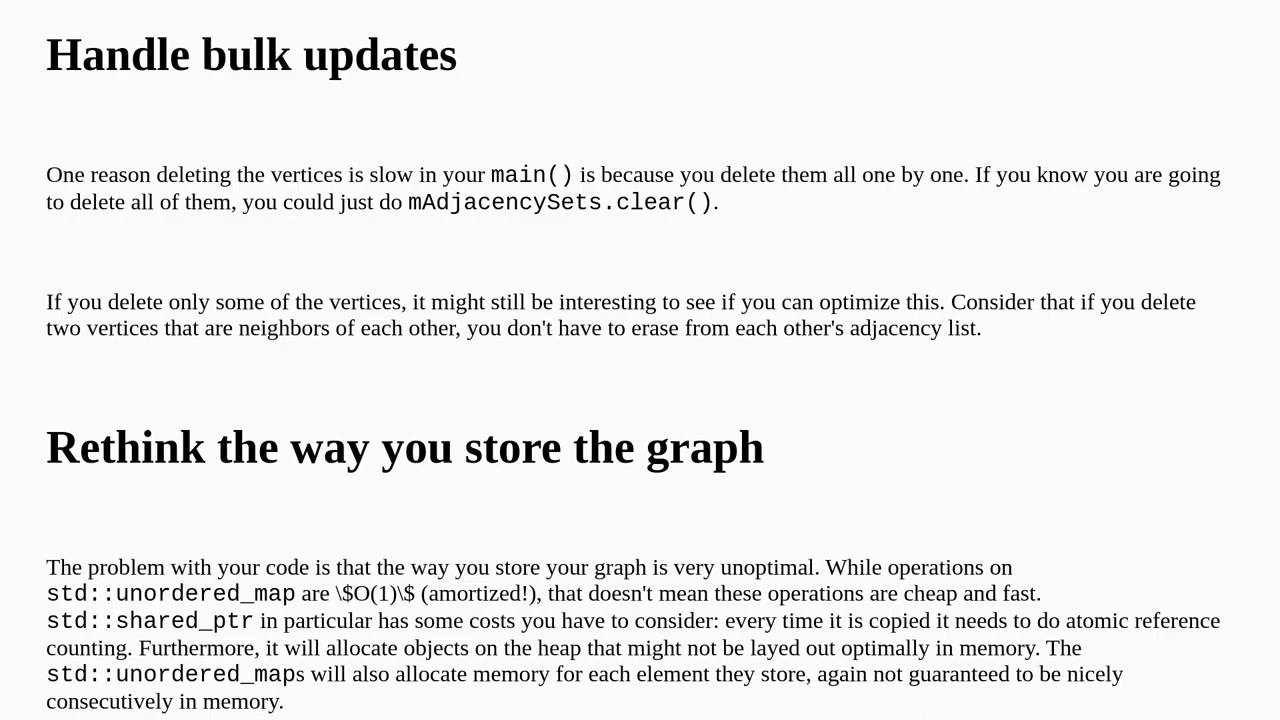 Handle bulk updates
One reason deleting the vertices is slow in your main() is because you delete them all one by one. If you know you are going
to delete all of them, you could just do mAdjacencySets.clear().
If you delete only some of the vertices, it might still be interesting to see if you can optimize this. Consider that if you delete
two vertices that are neighbors of each other, you don't have to erase from each other's adjacency list.
Rethink the way you store the graph
The problem with your code is that the way you store your graph is very unoptimal. While operations on
std::unordered_map are \$O(1)\$ (amortized!), that doesn't mean these operations are cheap and fast.
std::shared_ptr in particular has some costs you have to consider: every time it is copied it needs to do atomic reference
counting. Furthermore, it will allocate objects on the heap that might not be layed out optimally in memory. The
std::unordered_maps will also allocate memory for each element they store, again not guaranteed to be nicely
consecutively in memory.